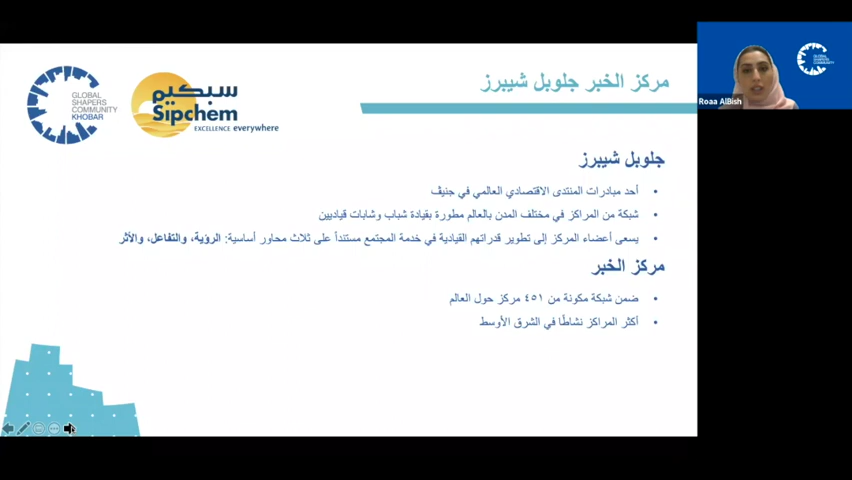 مركز الخبر جلوبل شيبرز
GLOBAL
SHAPERS
COMMUNITY
KHOBAR
سبكيم
Sipchem
EXCELLENCE everywhere
GLOBAL
SHAPERS
COMMUNITY
Roaa AlBish
جلوبل شيبرز
• أحد مبادرات المنتدى الاقتصادي العالمي في جنيف
• شبكة من المراكز في مختلف المدن بالعالم مطورة بقيادة شباب وشابات قياديين
• يسعى أعضاء المركز إلى تطوير قدراتهم القيادية في خدمة المجتمع مستنداً على ثلاث محاور أساسية: الرؤية، والتفاعل، والأثر
مركز الخبر
• ضمن شبكة مكونة من ٤٥١ مركز حول العالم
• أكثر المراكز نشاطًا في الشرق الأوسط